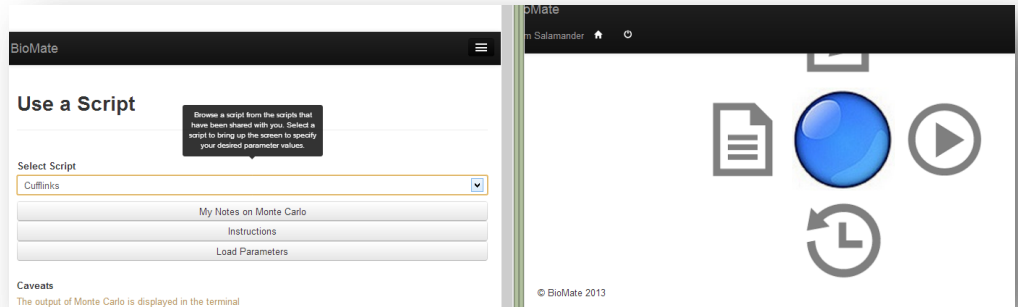 BioMate
Use a Script
Browse a script from the scripts that
have been shared with you. Select a
script to bring up the screen to specify
your desired parameter values.
Select Script
Cufflinks
My Notes on Monte Carlo
Instructions
Load Parameters
Caveats
The output of Monte Carlo is displayed in the terminal
BioMate
m Salamander
© BioMate 2013